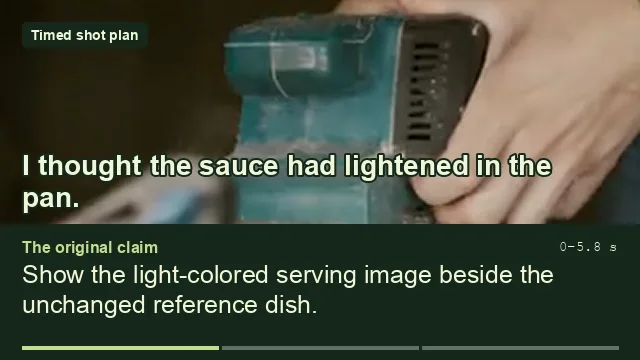 Timed shot plan
I thought the sauce had lightened in the
pan.
The original claim
0–5.8 s
Show the light-colored serving image beside the
unchanged reference dish.